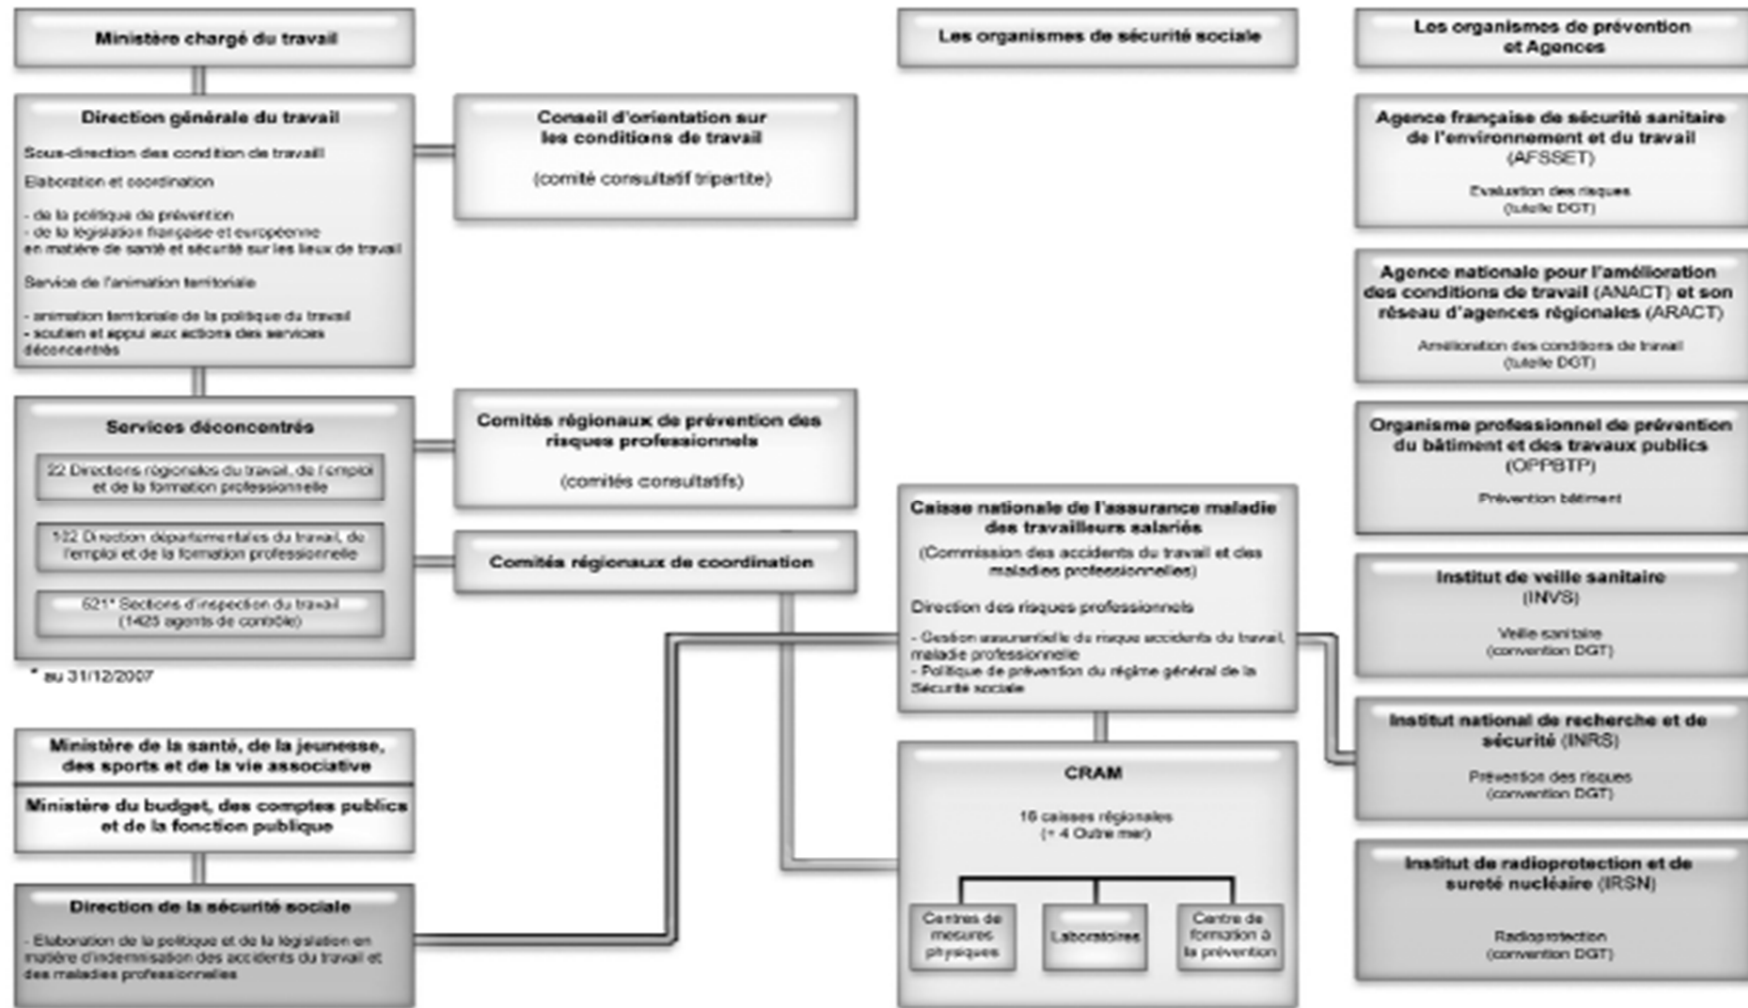 Ministère chargé du travail
Direction générale du travail
Sous-direction des condition de travaill
Elaboration et coordination
- de la politique de prévention
- de la législation française et européenne
en matière de santé et sécurité sur les lieux de travail
Service de l'animation territoriale
- animation territoriale de la politique du travail
- soutien et appui aux actions des services
déconcentrés
Conseil d'orientation sur
les conditions de travail
(comité consultatif tripartite)
Services déconcentrés
22 Directions régionales du travail, de l'emploi
et de la formation professionnelle
102 Direction départementales du travail, de
l'emploi et de la formation professionnelle
621* Sections d'inspection du travail
(1425 agents de contrôle)
* au 31/12/2007
Comités régionaux de prévention des
risques professionnels
(comités consultatifs)
Comités régionaux de coordination
Ministère de la santé, de la jeunesse,
des sports et de la vie associative
Ministère du budget, des comptes publics
et de la fonction publique
Direction de la sécurité sociale
- Elaboration de la politique et de la législation en
matière d'indemnisation des accidents du travail et
des maladies professionnelles
Les organismes de sécurité sociale
Caisse nationale de l'assurance maladie
des travailleurs salariés
(Commission des accidents du travail et des
maladies professionnelles)
Direction des risques professionnels
- Gestion assurantielle du risque accidents du travail,
maladie professionnelle
- Politique de prévention du régime général de la
Sécurité sociale
CRAM
16 caisses régionales
(+ 4 Outre mer)
Centres de
mesures
physiques
Laboratoires
Centre de
formation à
la prévention
Les organismes de prévention
et Agences
Agence française de sécurité sanitaire
de l'environnement et du travail
(AFSSET)
Evaluation des risques
(tutelle DGT)
Agence nationale pour l'amélioration
des conditions de travail (ANACT) et son
réseau d'agences régionales (ARACT)
Amélioration des conditions de travail
(tutelle DGT)
Organisme professionnel de prévention
du bâtiment et des travaux publics
(OPPBTP)
Prévention bâtiment
Institut de veille sanitaire
(INVS)
Veille sanitaire
(convention DGT)
Institut national de recherche et de
sécurité (INRS)
Prévention des risques
(convention DGT)
Institut de radioprotection et de
sureté nucléaire (IRSN)
Radioprotection
(convention DGT)